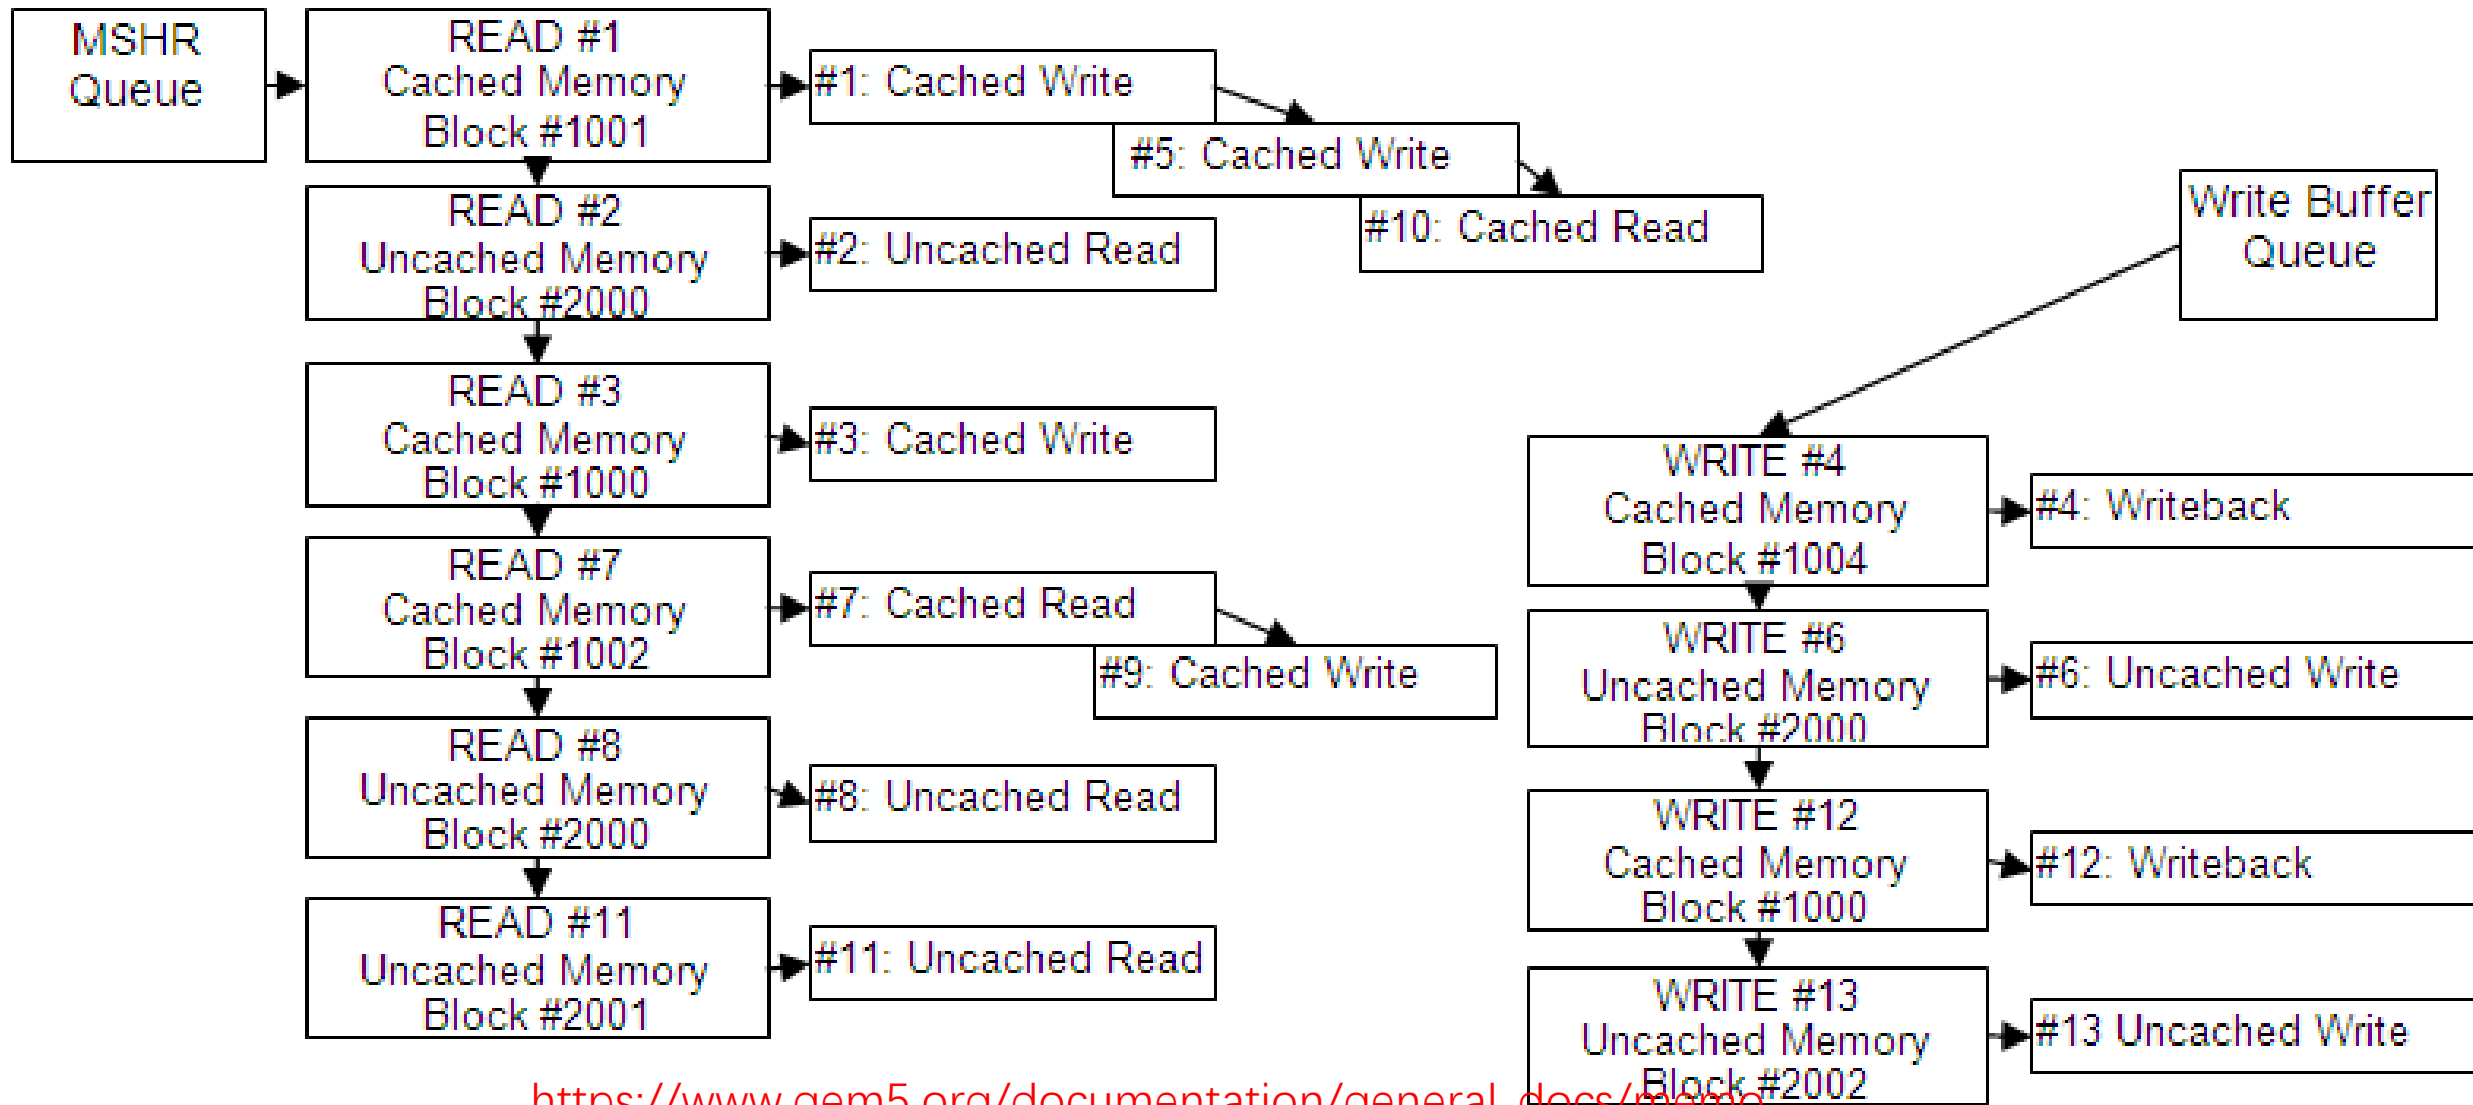 MSHR
Queue
READ #1
Cached Memory
Block #1001
#1: Cached Write
#5: Cached Write
#10: Cached Read
READ #2
Uncached Memory
Block #2000
#2: Uncached Read
READ #3
Cached Memory
Block #1000
#3: Cached Write
READ #7
Cached Memory
Block #1002
#7: Cached Read
#9: Cached Write
READ #8
Uncached Memory
Block #2000
#8: Uncached Read
READ #11
Uncached Memory
Block #2001
#11: Uncached Read
Write Buffer
Queue
WRITE #4
Cached Memory
Block #1004
#4: Writeback
WRITE #6
Uncached Memory
Block #2000
#6: Uncached Write
WRITE #12
Cached Memory
Block #1000
#12: Writeback
WRITE #13
Uncached Memory
Block #2002
#13 Uncached Write
https://www.gem5.org/documentation/general_docs/memo